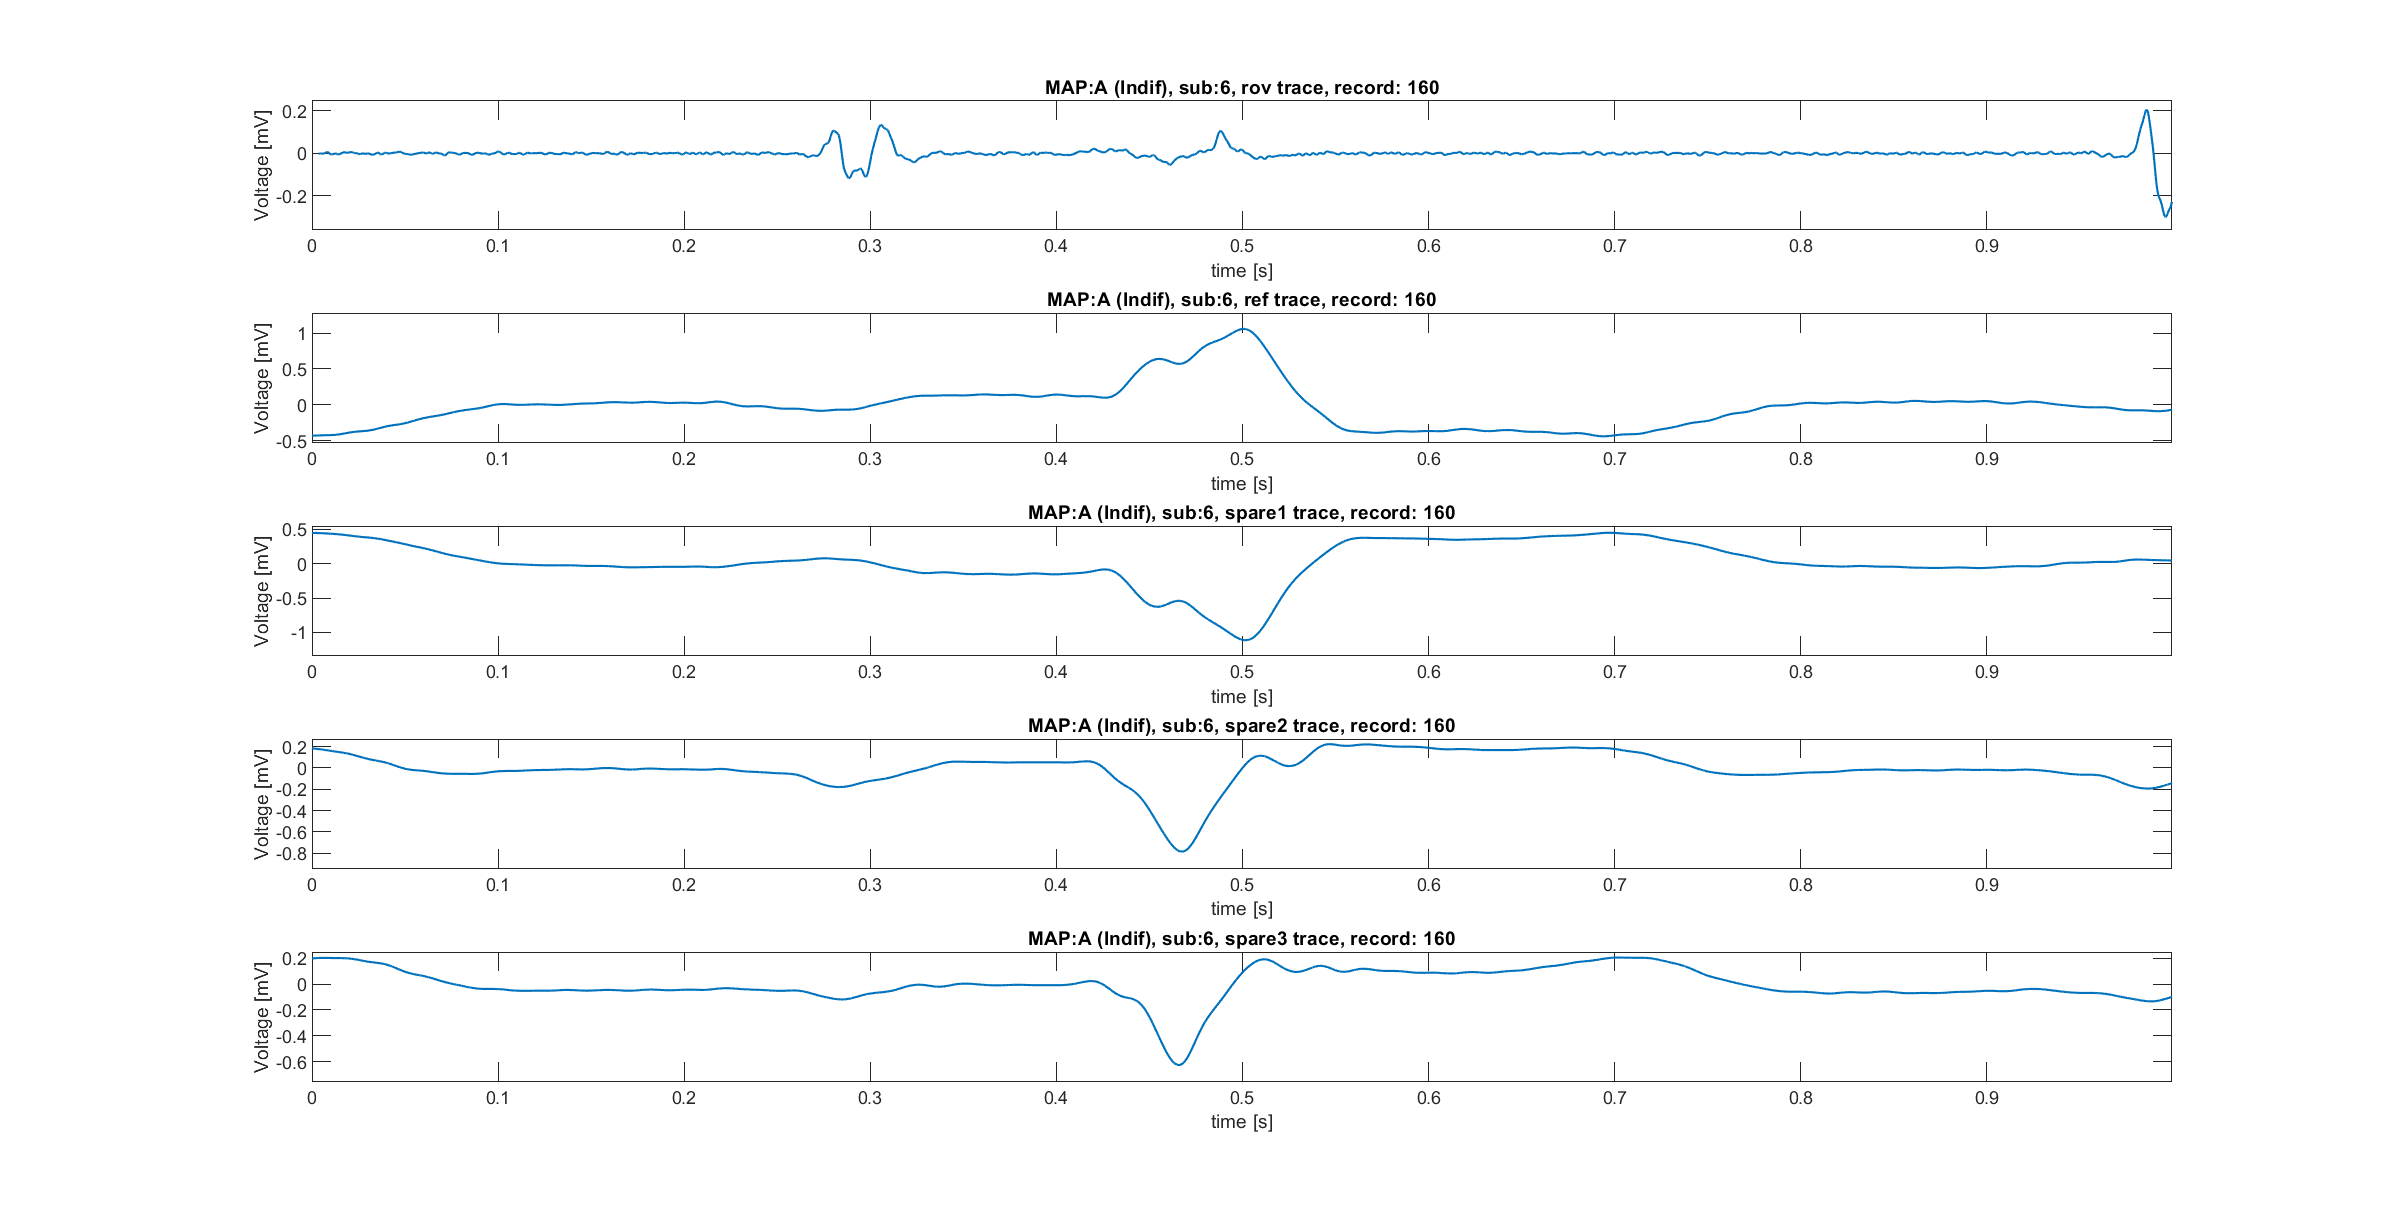 MAP:A (Indif), sub:6, rov trace, record: 160
Voltage [mV]
0.2
0
-0.2
0 0.1 0.2 0.3 0.4 0.5 0.6 0.7 0.8 0.9
time [s]
MAP:A (Indif), sub:6, ref trace, record: 160
Voltage [mV]
1
0.5
0
-0.5
0 0.1 0.2 0.3 0.4 0.5 0.6 0.7 0.8 0.9
time [s]
MAP:A (Indif), sub:6, spare1 trace, record: 160
Voltage [mV]
0.5
0
-0.5
-1
0 0.1 0.2 0.3 0.4 0.5 0.6 0.7 0.8 0.9
time [s]
MAP:A (Indif), sub:6, spare2 trace, record: 160
Voltage [mV]
0.2
0
-0.2
-0.4
-0.6
-0.8
0 0.1 0.2 0.3 0.4 0.5 0.6 0.7 0.8 0.9
time [s]
MAP:A (Indif), sub:6, spare3 trace, record: 160
Voltage [mV]
0.2
0
-0.2
-0.4
-0.6
0 0.1 0.2 0.3 0.4 0.5 0.6 0.7 0.8 0.9
time [s]